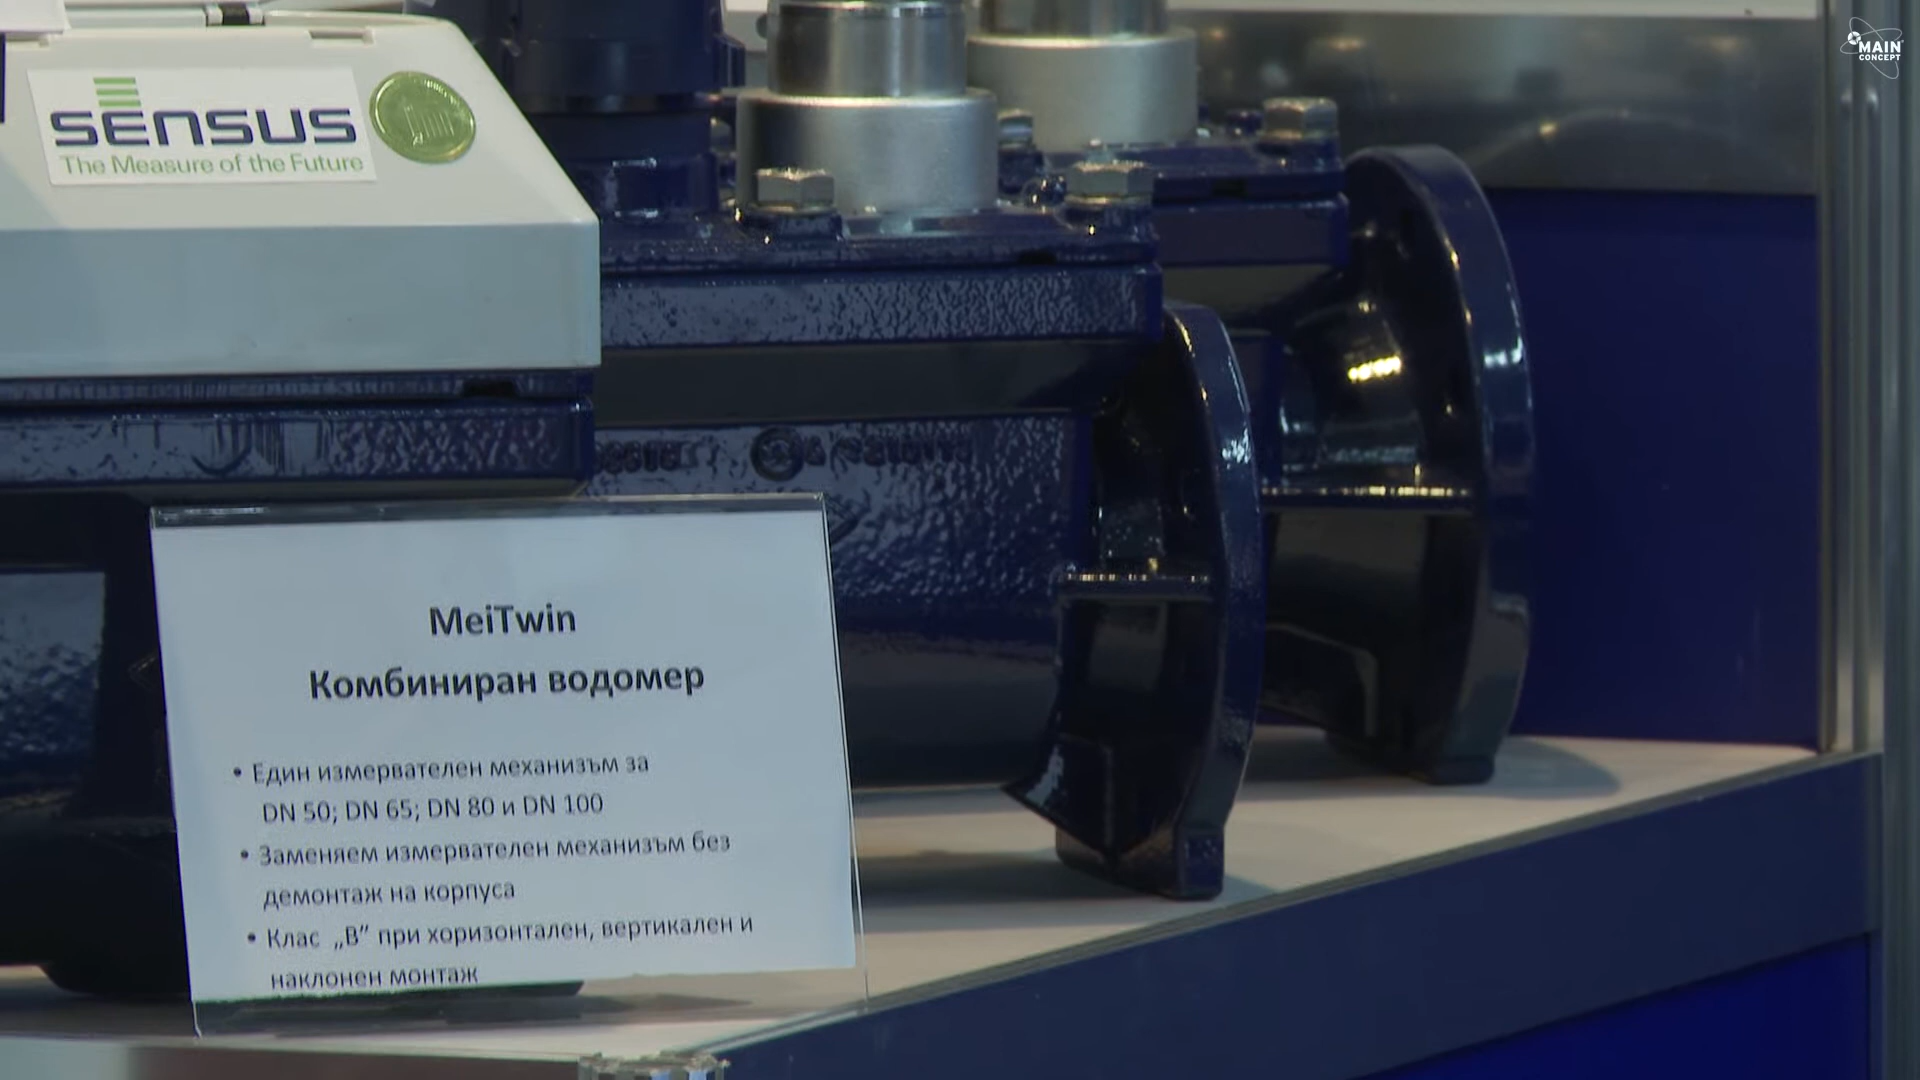 MAIN
CONCEPT
SENSUS
The Measure of the Future
MeiTwin
Комбиниран водомер
• Един измервателен механизъм за
DN 50; DN 65; DN 80 и DN 100
• Заменяем измервателен механизъм без
демонтаж на корпуса
• Клас „B” при хоризонтален, вертикален и
наклонен монтаж